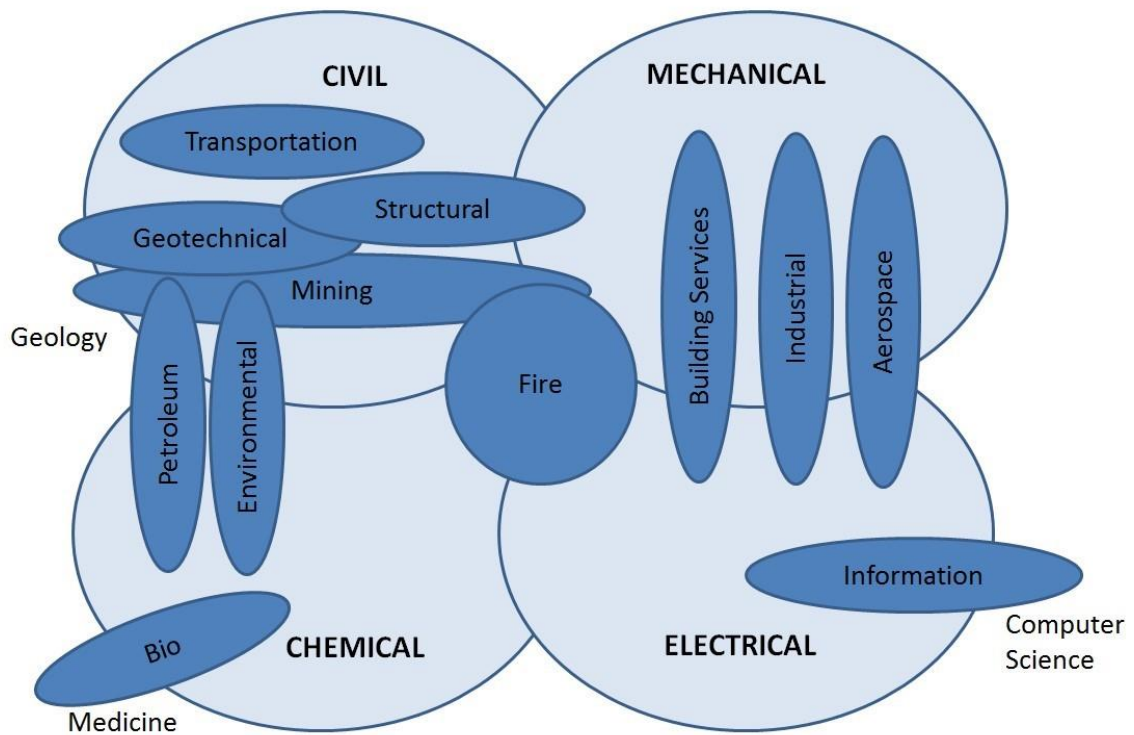 CIVIL
MECHANICAL
Transportation
Structural
Geotechnical
Mining
Geology
Building Services
Industrial
Aerospace
Fire
Petroleum
Environmental
Information
Bio
CHEMICAL
ELECTRICAL
Computer
Science
Medicine